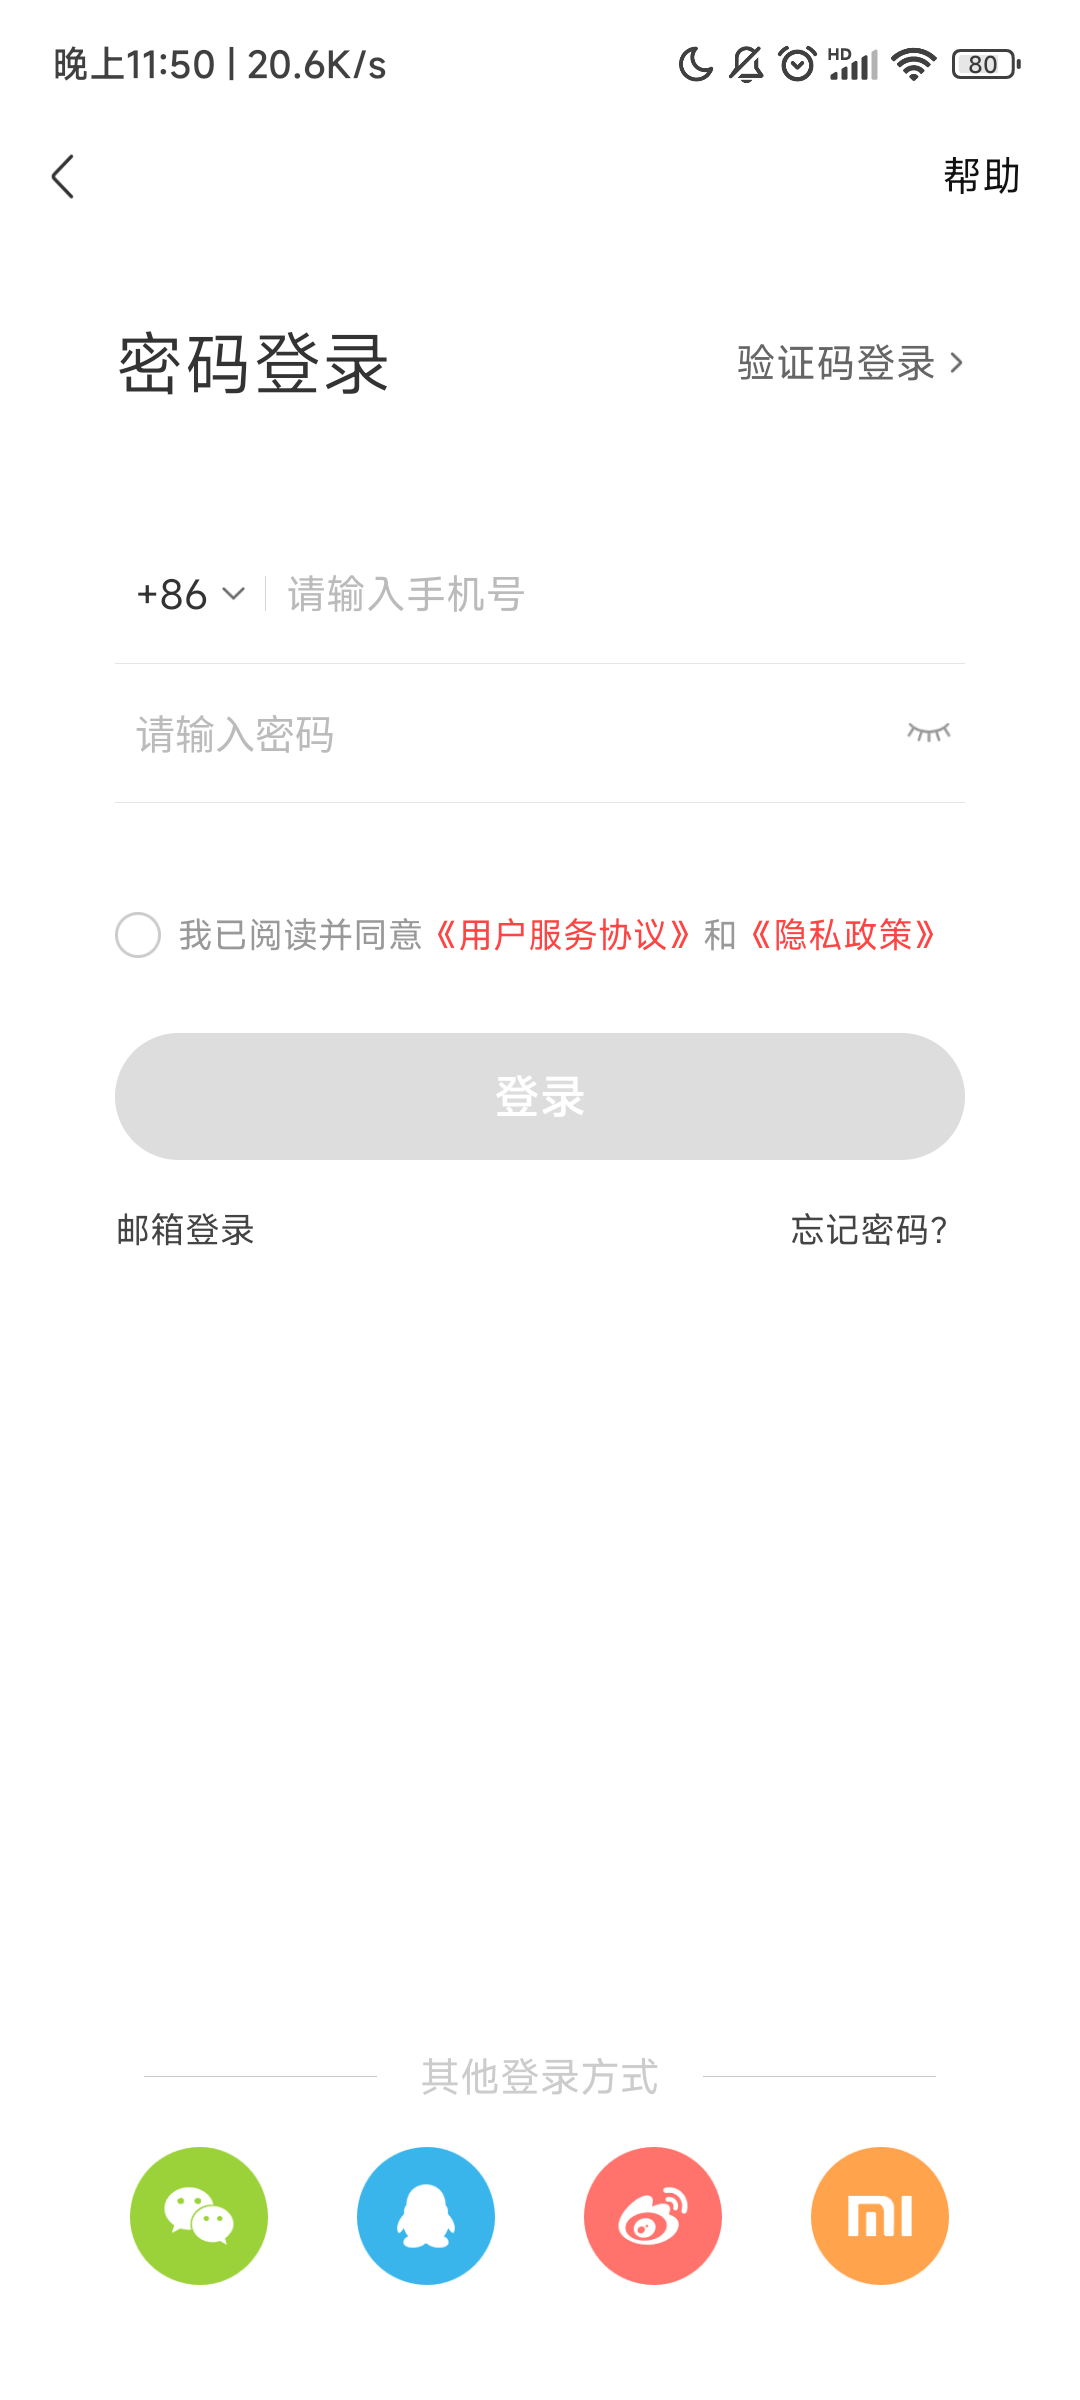 晚上11:50 | 20.6K/s
HD
80
帮助
密码登录
验证码登录
+86
请输入手机号
请输入密码
我已阅读并同意《用户服务协议》和《隐私政策》
登录
邮箱登录
忘记密码?
其他登录方式